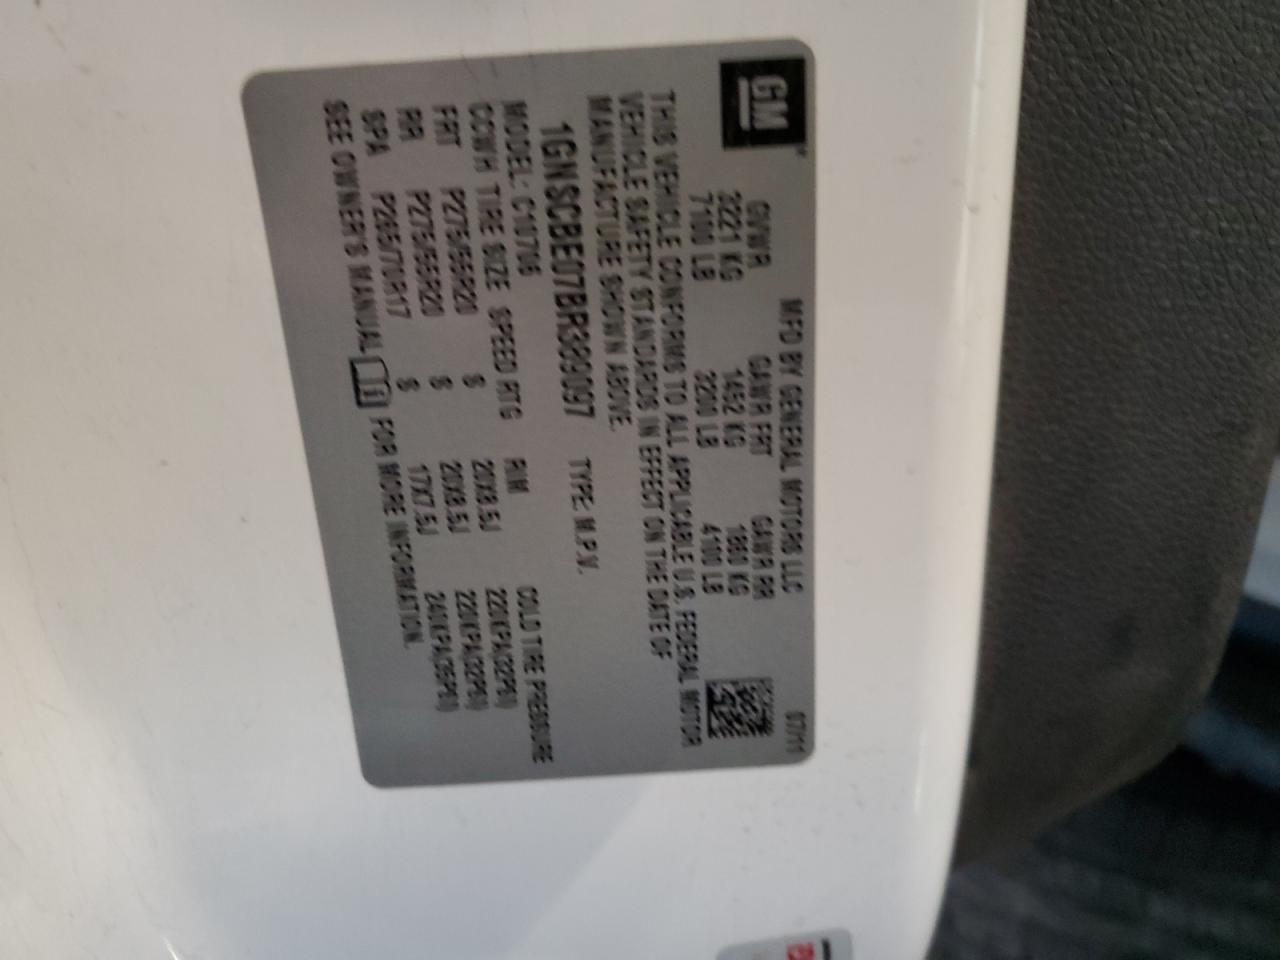 GM
MFD BY GENERAL MOTORS LLC 07/11
GVWR GAWR FRT GAWR RR
3221 KG 1452 KG 1860 KG
7100 LB 3200 LB 4100 LB
THIS VEHICLE CONFORMS TO ALL APPLICABLE U.S. FEDERAL MOTOR
VEHICLE SAFETY STANDARDS IN EFFECT ON THE DATE OF
MANUFACTURE SHOWN ABOVE.
1GNSCBE07BR389097 TYPE: M.P.V.
MODEL: C10706
COWH TIRE SIZE SPEED RTG RIM COLD TIRE PRESSURE
FRT P275/55R20 S 20X8.5J 220KPA(32PSI)
RR P275/55R20 S 20X8.5J 220KPA(32PSI)
SPA P265/70R17 S 17X7.5J 240KPA(35PSI)
SEE OWNER'S MANUAL FOR MORE INFORMATION.